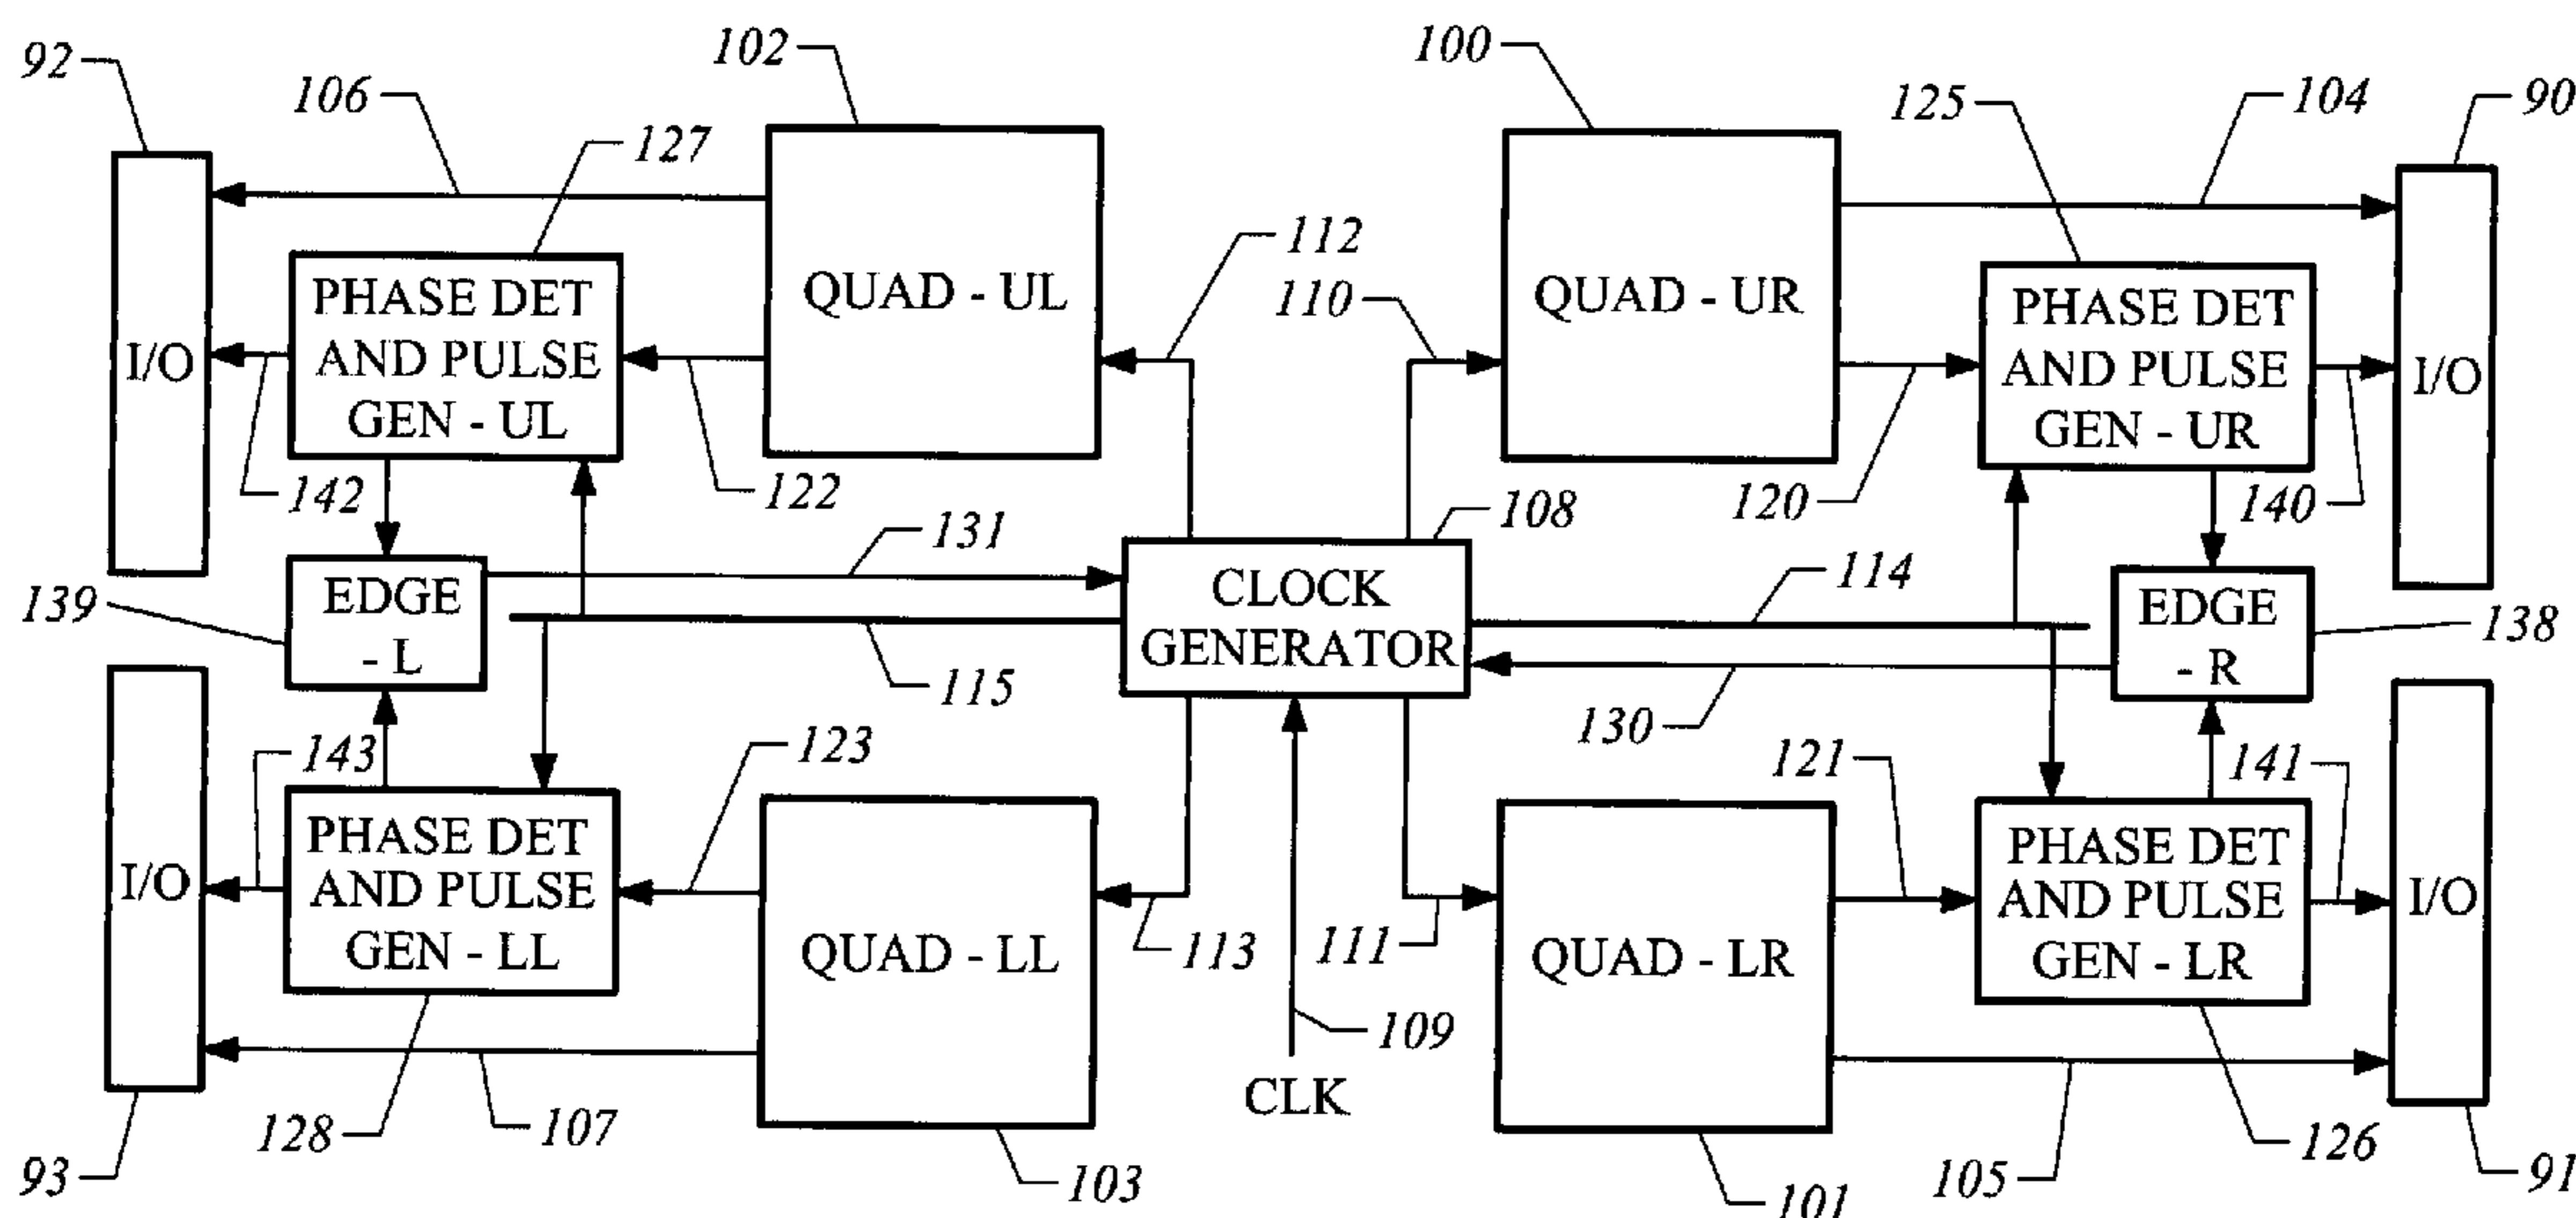 102
100
92
106
127
125
104
90
112
110
QUAD - UL
QUAD - UR
PHASE DET
AND PULSE
GEN - UL
PHASE DET
AND PULSE
GEN - UR
I/O
I/O
142
122
120
140
108
131
114
139
EDGE
- L
CLOCK
GENERATOR
EDGE
- R
138
115
130
143
123
121
141
PHASE DET
AND PULSE
GEN - LL
PHASE DET
AND PULSE
GEN - LR
I/O
I/O
QUAD - LL
113
111
QUAD - LR
109
CLK
128
107
126
93
103
101
105
91